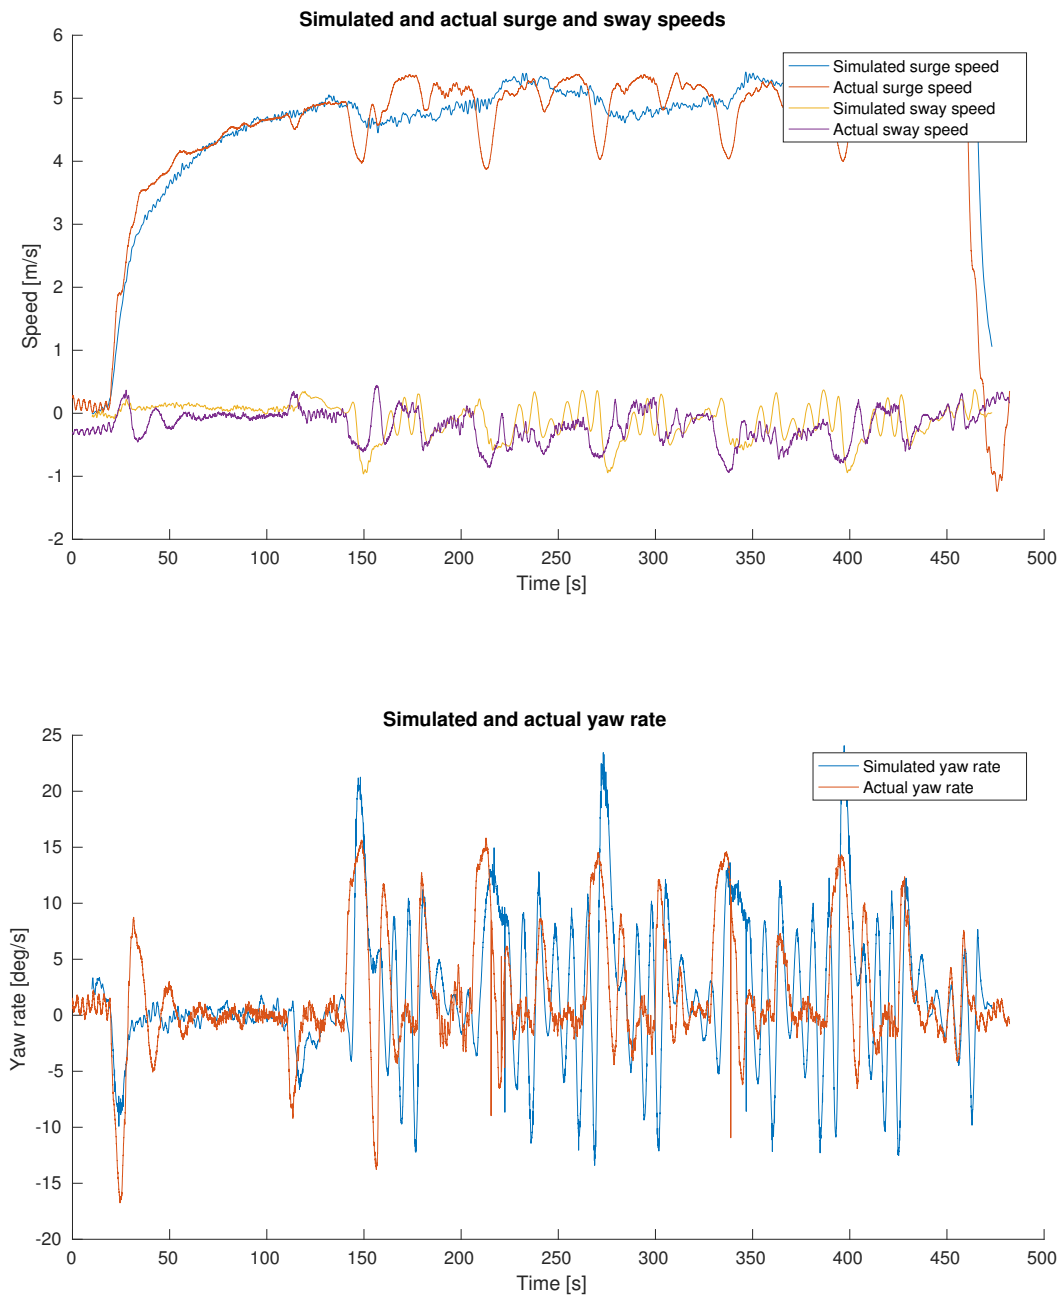 Simulated and actual surge and sway speeds
6
5
4
3
2
1
0
-1
-2
Speed [m/s]
Simulated surge speed
Actual surge speed
Simulated sway speed
Actual sway speed
0 50 100 150 200 250 300 350 400 450 500
Time [s]
Simulated and actual yaw rate
25
20
15
10
5
0
-5
-10
-15
-20
Yaw rate [deg/s]
Simulated yaw rate
Actual yaw rate
0 50 100 150 200 250 300 350 400 450 500
Time [s]